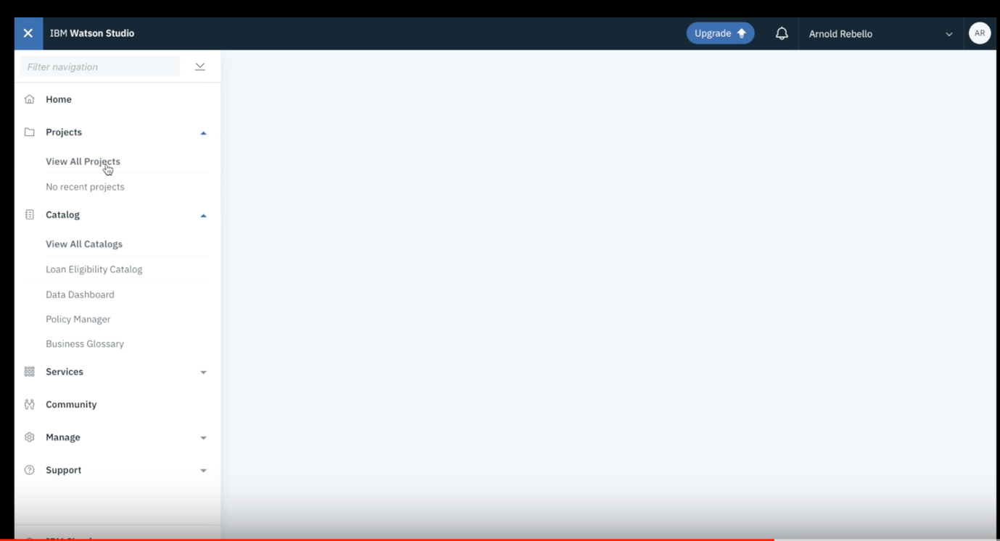 IBM Watson Studio
Upgrade
Arnold Rebello
AR
Filter navigation
Home
Projects
View All Projects
No recent projects
Catalog
View All Catalogs
Loan Eligibility Catalog
Data Dashboard
Policy Manager
Business Glossary
Services
Community
Manage
Support